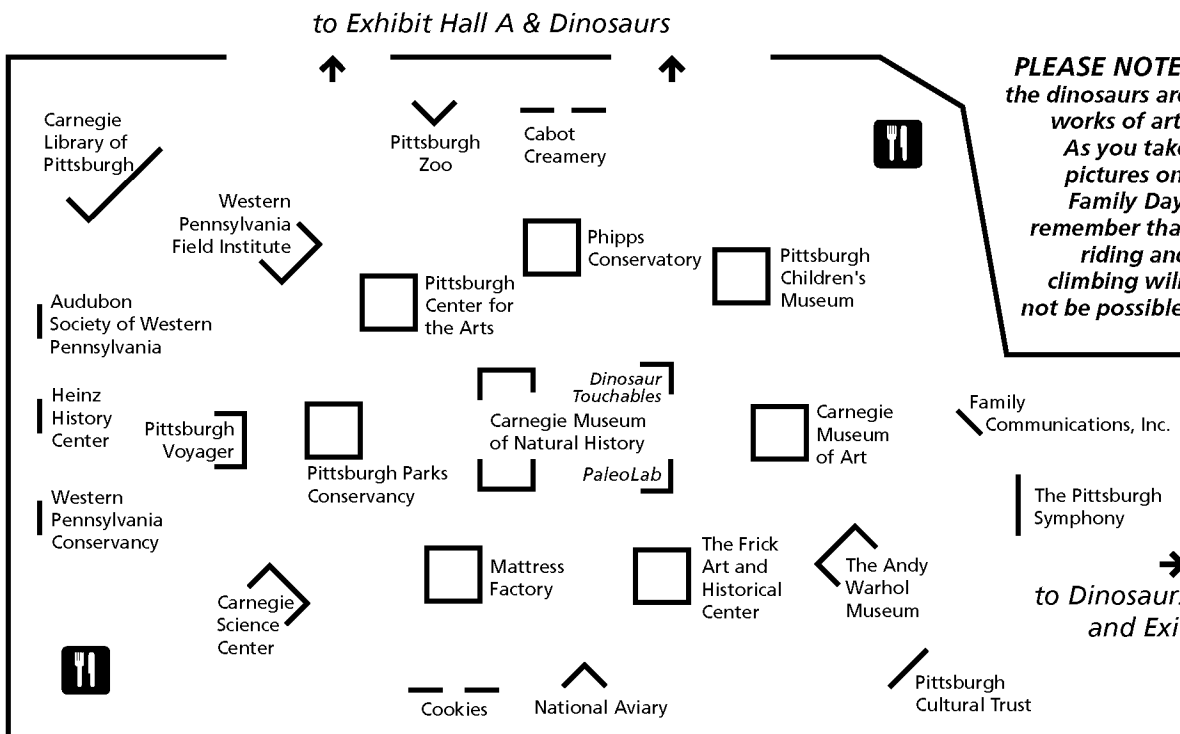 to Exhibit Hall A & Dinosaurs
PLEASE NOTE
the dinosaurs are
works of art.
As you take
pictures on
Family Day,
remember that
riding and
climbing will
not be possible.
Carnegie
Library of
Pittsburgh
Pittsburgh
Zoo
Cabot
Creamery
Western
Pennsylvania
Field Institute
Phipps
Conservatory
Pittsburgh
Children's
Museum
Pittsburgh
Center for
the Arts
Audubon
Society of Western
Pennsylvania
Heinz
History
Center
Pittsburgh
Voyager
Pittsburgh Parks
Conservancy
Dinosaur
Touchables
Carnegie Museum
of Natural History
PaleoLab
Carnegie
Museum
of Art
Family
Communications, Inc.
Western
Pennsylvania
Conservancy
The Pittsburgh
Symphony
Carnegie
Science
Center
Mattress
Factory
The Frick
Art and
Historical
Center
The Andy
Warhol
Museum
to Dinosaurs
and Exi
Cookies
National Aviary
Pittsburgh
Cultural Trust